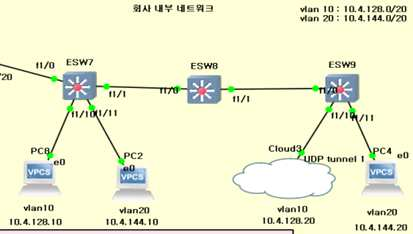 회사 내부 네트워크
vlan 10 : 10.4.128.0/20
vlan 20 : 10.4.144.0/20
ESW7
ESW8
ESW9
f1/0
/20
f1/1
f1/0
f1/1
f1/0
f1/10
f1/11
f1/10
f1/11
PC8
e0
PC2
e0
Cloud3
UDP tunnel 1
PC4
e0
VPCS
VPCS
VPCS
vlan10
10.4.128.10
vlan20
10.4.144.10
vlan10
10.4.128.20
vlan20
10.4.144.20